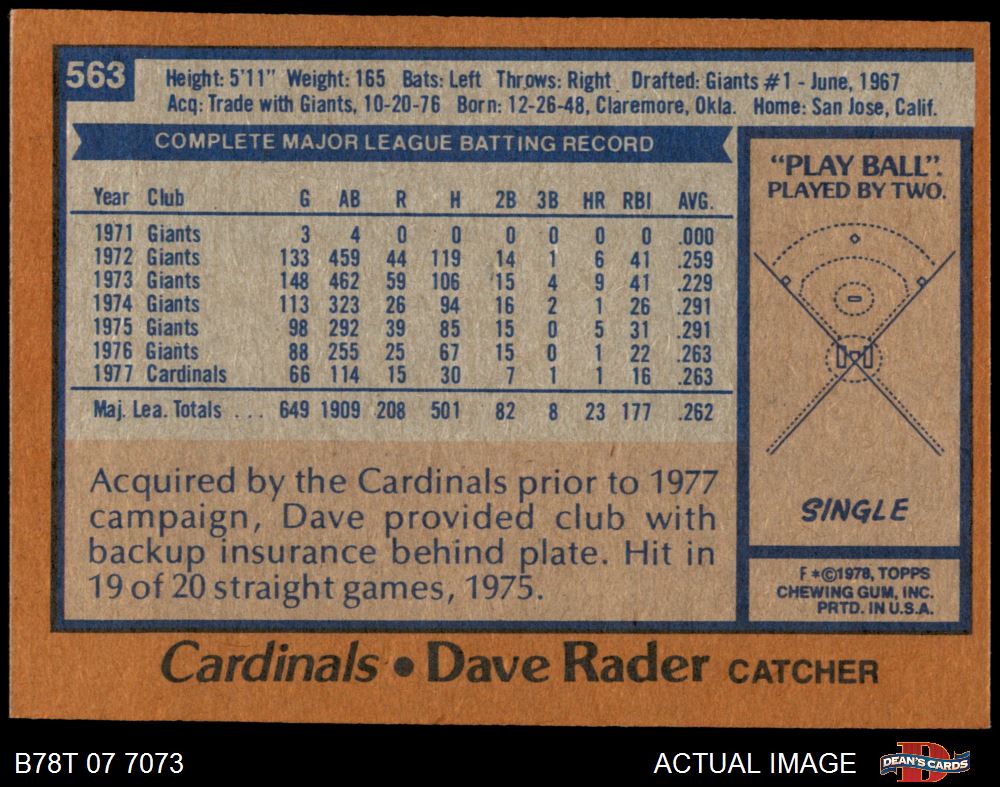 563
Height: 5'11" Weight: 165 Bats: Left Throws: Right Drafted: Giants #1 - June, 1967
Acq: Trade with Giants, 10-20-76 Born: 12-26-48, Claremore, Okla. Home: San Jose, Calif.
COMPLETE MAJOR LEAGUE BATTING RECORD
Year Club G AB R H 2B 3B HR RBI AVG.
1971 Giants 3 4 0 0 0 0 0 0 .000
1972 Giants 133 459 44 119 14 1 6 41 .259
1973 Giants 148 462 59 106 15 4 9 41 .229
1974 Giants 113 323 26 94 16 2 1 26 .291
1975 Giants 98 292 39 85 15 0 5 31 .291
1976 Giants 88 255 25 67 15 0 1 22 .263
1977 Cardinals 66 114 15 30 7 1 1 16 .263
Maj. Lea. Totals ... 649 1909 208 501 82 8 23 177 .262
Acquired by the Cardinals prior to 1977
campaign, Dave provided club with
backup insurance behind plate. Hit in
19 of 20 straight games, 1975.
"PLAY BALL".
PLAYED BY TWO.
SINGLE
F *©1978, TOPPS
CHEWING GUM, INC.
PRTD. IN U.S.A.
Cardinals • Dave Rader CATCHER
B78T 07 7073
ACTUAL IMAGE
D
DEAN'S CARDS